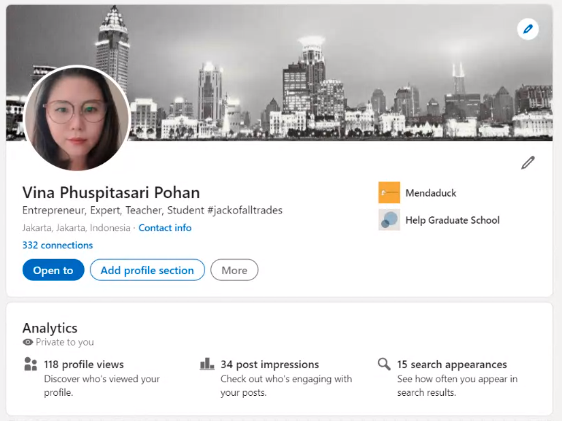 Vina Phuspitasari Pohan
Entrepreneur, Expert, Teacher, Student #jackofalltrades
Jakarta, Jakarta, Indonesia · Contact info
332 connections
Open to
Add profile section
More
Mendaduck
Help Graduate School
Analytics
Private to you
118 profile views
Discover who's viewed your
profile.
34 post impressions
Check out who's engaging with
your posts.
15 search appearances
See how often you appear in
search results.